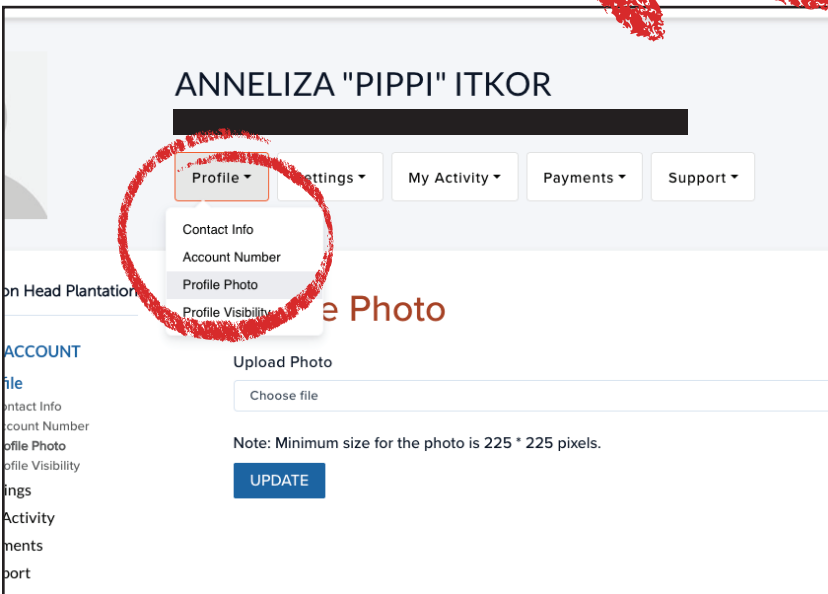 ANNELIZA "PIPPI" ITKOR
Profile
ettings
My Activity
Payments
Support
Contact Info
Account Number
Profile Photo
Profile Visibility
on Head Plantation
e Photo
ACCOUNT
file
ontact Info
ccount Number
ofile Photo
ofile Visibility
ings
Activity
ments
port
Upload Photo
Choose file
Note: Minimum size for the photo is 225 * 225 pixels.
UPDATE